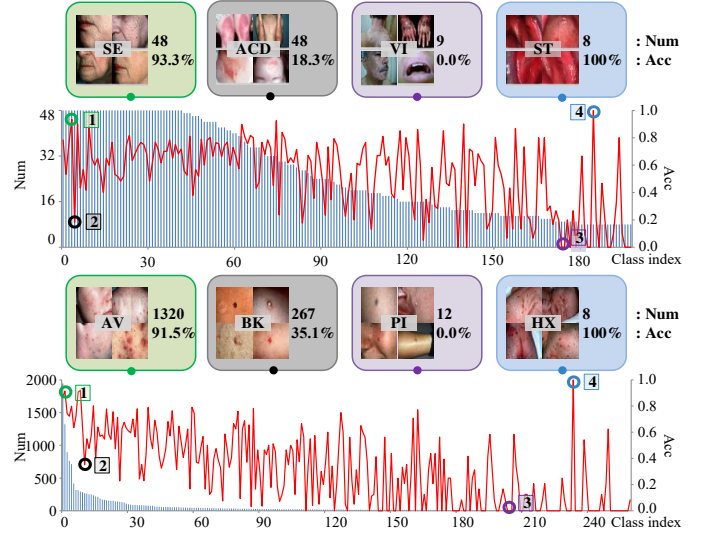 SE 48 93.3%
ACD 48 18.3%
VI 9 0.0%
ST 8 100%
: Num
: Acc
48 32 16 0
Num
1 2 3 4
1.0 0.8 0.6 0.4 0.2 0.0
Acc
0 30 60 90 120 150 180 Class index
AV 1320 91.5%
BK 267 35.1%
PI 12 0.0%
HX 8 100%
: Num
: Acc
2000 1500 1000 500 0
Num
1 2 3 4
1.0 0.8 0.6 0.4 0.2 0.0
Acc
0 30 60 90 120 150 180 210 240 Class index